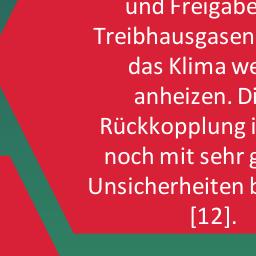 und Freigabe
Treibhausgasen
das Klima we
anheizen. Di
Rückkopplung i
noch mit sehr g
Unsicherheiten b
[12].